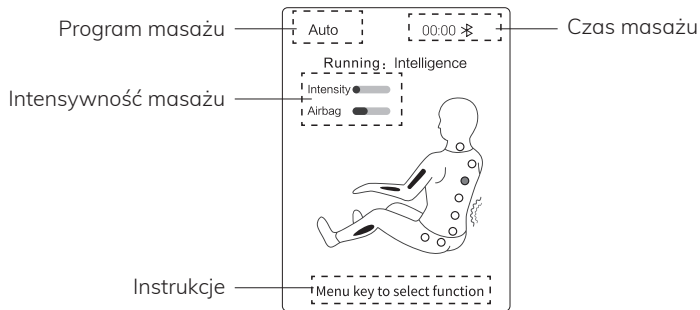 Program masażu
Auto
00:00
Czas masażu
Running: Intelligence
Intensywność masażu
Intensity
Airbag
Instrukcje
Menu key to select function